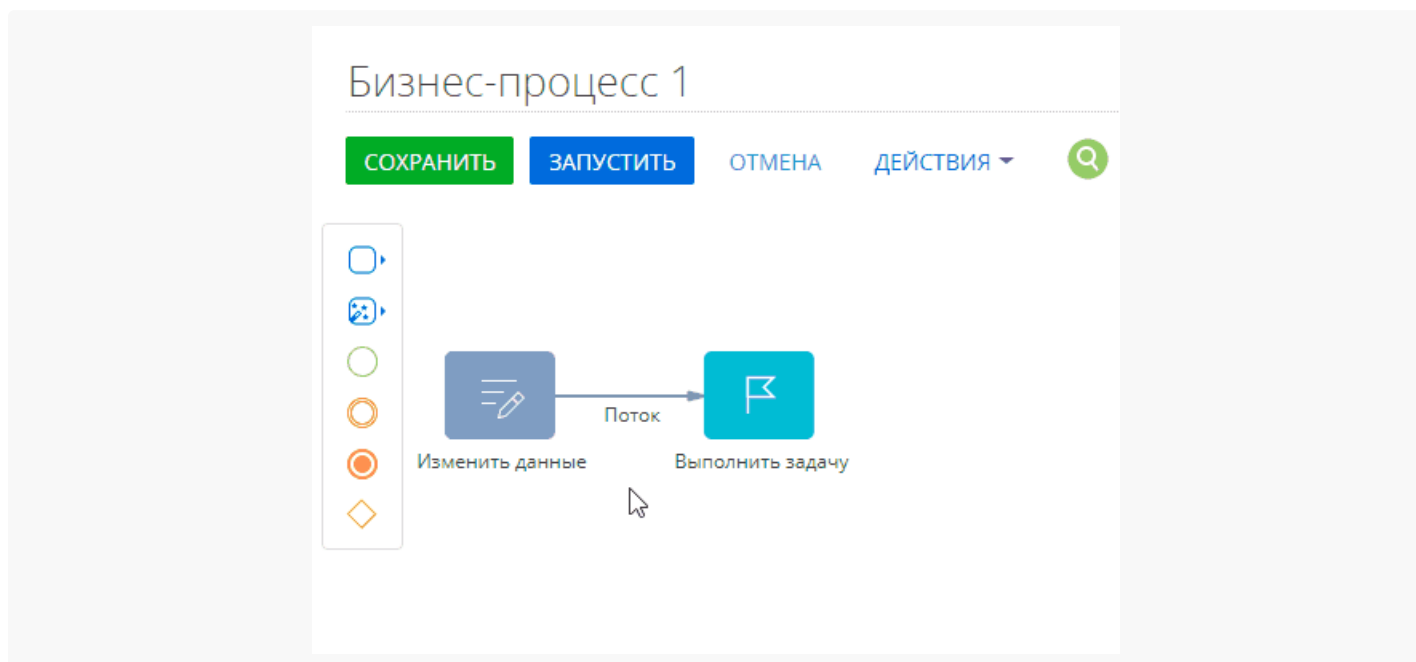 Бизнес-процесс 1
СОХРАНИТЬ ЗАПУСТИТЬ ОТМЕНА ДЕЙСТВИЯ
Поток
Изменить данные Выполнить задачу